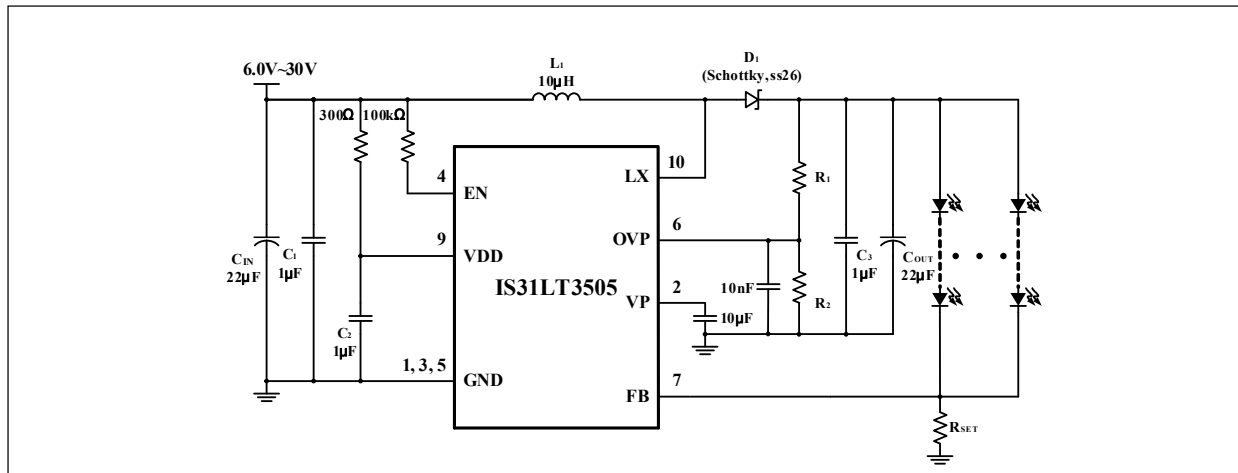 6.0V~30V
L1
10µH
D1
(Schottky,ss26)
300Ω
100kΩ
10
4
LX
EN
R1
6
9
OVP
VDD
CIN
22µF
C1
1µF
C3
1µF
COUT
22µF
IS31LT3505
2
10nF
R2
VP
10µF
C2
1µF
1, 3, 5
GND
7
FB
RSET